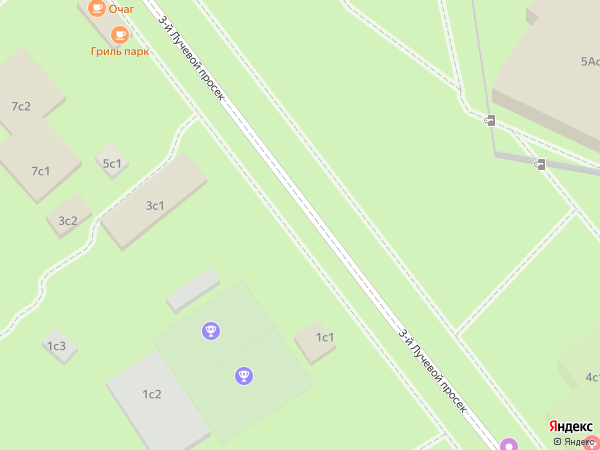 Очаг
Гриль парк
3-й Лучевой просек
5Ас
7с2
7с1
5с1
3с1
3с2
1с3
1с2
1с1
3-й Лучевой просек
4с1
Яндекс
© Яндекс